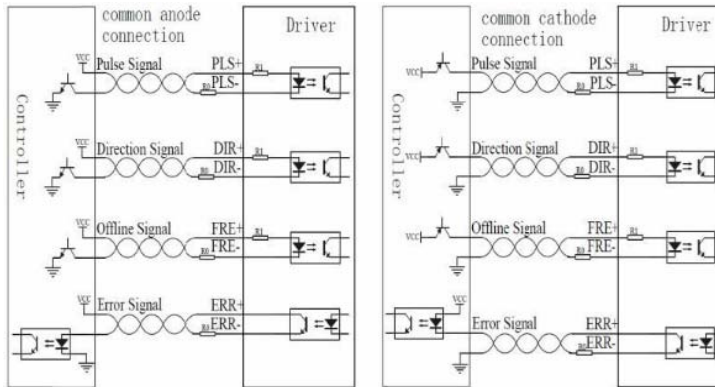 common anode
connection
Driver
VCC
Pulse Signal
PLS+
R1
PLS-
R0
VCC
Direction Signal
DIR+
R1
DIR-
R0
Controller
VCC
Offline Signal
FRE+
R1
FRE-
R0
VCC
Error Signal
ERR+
ERR-
R0
common cathode
connection
Driver
VCC
Pulse Signal
PLS+
R1
PLS-
R0
VCC
Direction Signal
DIR+
R1
DIR-
R0
Controller
VCC
Offline Signal
FRE+
R1
FRE-
R0
VCC
Error Signal
ERR+
ERR-
R0